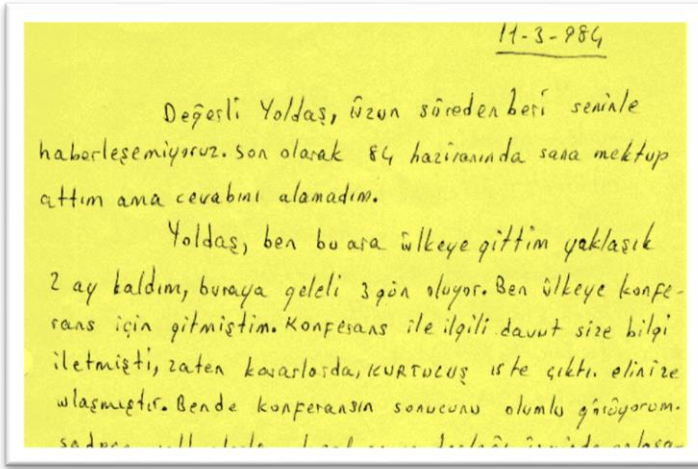 11-3-984
Değerli Yoldaş, üzun süreden beri seninle
haberleşemiyoruz. Son olarak 84 haziranında sana mektup
attım ama cevabını alamadım.
Yoldaş, ben bu ara ülkeye gittim yaklaşık
2 ay kaldım, buraya geleli 3 gün oluyor. Ben ülkeye konfe-
rans için gitmiştim. Konferans ile ilgili davut size bilgi
iletmişti, zaten kararlarda, KURTULUŞ iste çıktı. elinize
ulaşmıştır. Bende konferansın sonucunu olumlu görüyorum.